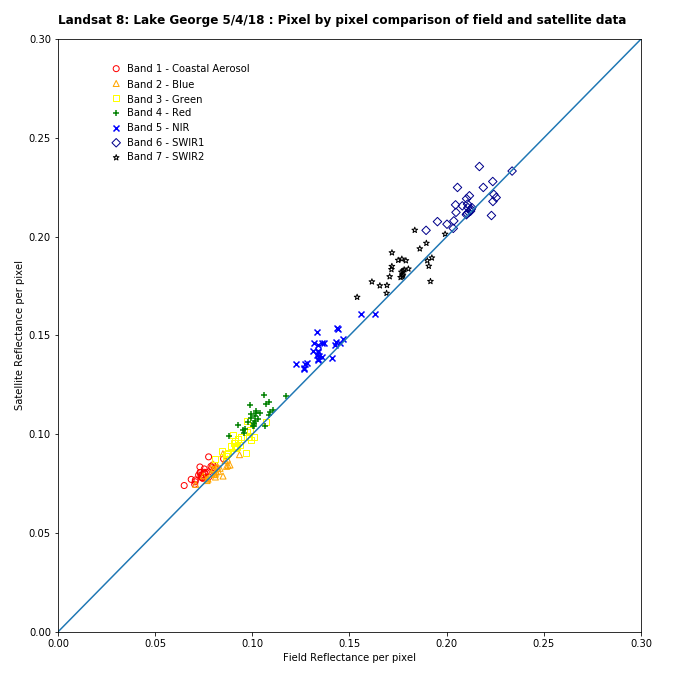 Landsat 8: Lake George 5/4/18 : Pixel by pixel comparison of field and satellite data
0.30
Band 1 - Coastal Aerosol
Band 2 - Blue
Band 3 - Green
Band 4 - Red
Band 5 - NIR
Band 6 - SWIR1
Band 7 - SWIR2
0.25
0.20
0.15
0.10
0.05
0.00
Satellite Reflectance per pixel
0.00 0.05 0.10 0.15 0.20 0.25 0.30
Field Reflectance per pixel